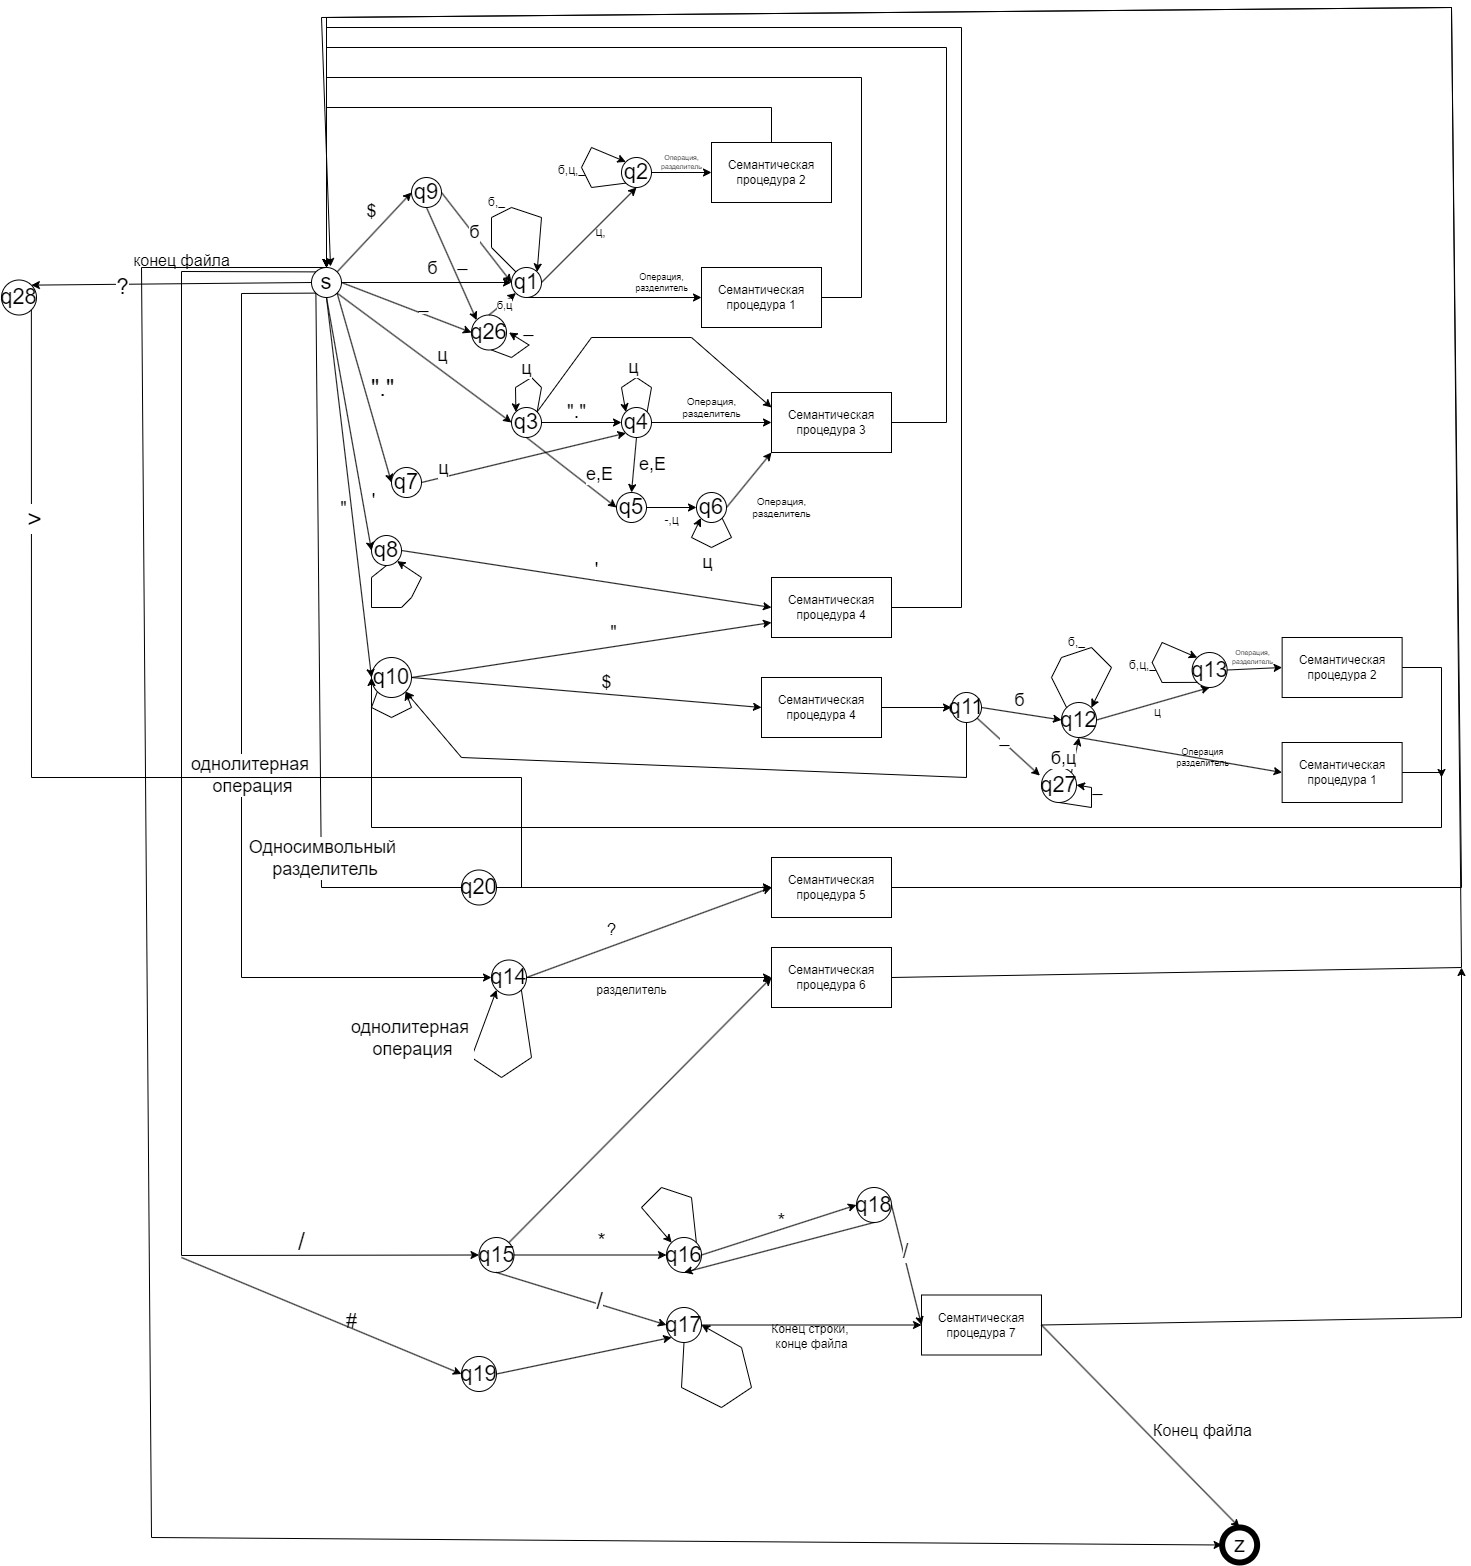 б,ц,_
q2
Операция,
разделитель
Семантическая
процедура 2
$
q9
б,_
б
ц,
конец файла
s
б
_
q1
Операция,
разделитель
Семантическая
процедура 1
q28
?
_
б,ц
q26
_
ц
ц
ц
"."
q3
"."
q4
Операция,
разделитель
Семантическая
процедура 3
q7
ц
e,E
e,E
"
'
q5
-,ц
q6
Операция,
разделитель
ц
>
q8
'
Семантическая
процедура 4
"
q10
$
Семантическая
процедура 4
q11
б
_
б,_
q12
ц
б,ц,_
q13
Операция,
разделитель
Семантическая
процедура 2
Операция
разделитель
Семантическая
процедура 1
б,ц
q27
_
однолитерная
операция
Односимвольный
разделитель
q20
Семантическая
процедура 5
?
q14
разделитель
Семантическая
процедура 6
однолитерная
операция
/
q15
*
q16
*
q18
/
/
#
q17
Конец строки,
конце файла
Семантическая
процедура 7
q19
Конец файла
z